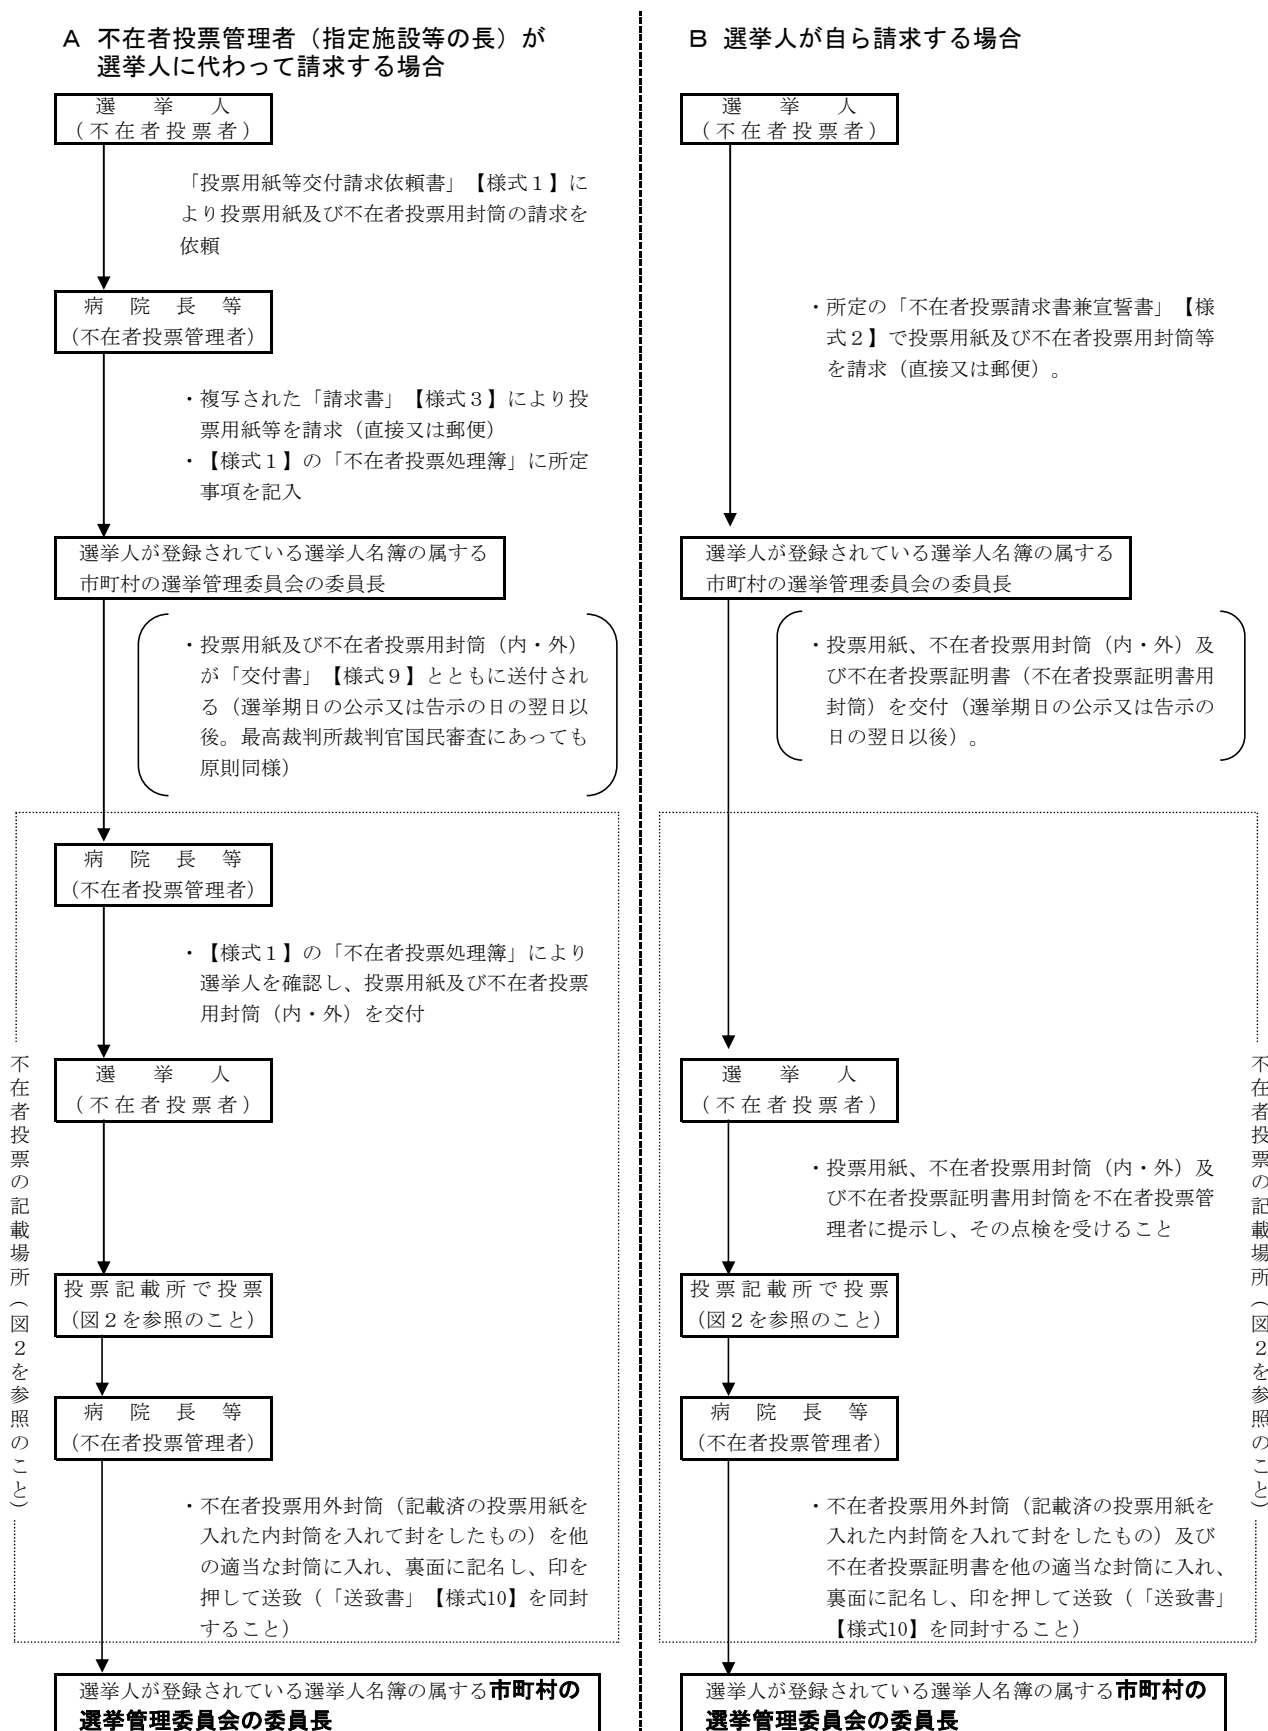 A 不在者投票管理者（指定施設等の長）が
選挙人に代わって請求する場合
選挙人
（不在者投票者）
「投票用紙等交付請求依頼書」【様式１】に
より投票用紙及び不在者投票用封筒の請求を
依頼
病院長等
（不在者投票管理者）
・複写された「請求書」【様式３】により投
票用紙等を請求（直接又は郵便）
・【様式１】の「不在者投票処理簿」に所定
事項を記入
選挙人が登録されている選挙人名簿の属する
市町村の選挙管理委員会の委員長
・投票用紙及び不在者投票用封筒（内・外）
が「交付書」【様式９】とともに送付され
る（選挙期日の公示又は告示の日の翌日以
後。最高裁判所裁判官国民審査にあっても
原則同様）
病院長等
（不在者投票管理者）
・【様式１】の「不在者投票処理簿」により
選挙人を確認し、投票用紙及び不在者投票
用封筒（内・外）を交付
選挙人
（不在者投票者）
投票記載所で投票
（図２を参照のこと）
病院長等
（不在者投票管理者）
・不在者投票用外封筒（記載済の投票用紙を
入れた内封筒を入れて封をしたもの）を他
の適当な封筒に入れ、裏面に記名し、印を
押して送致（「送致書」【様式10】を同封
すること）
選挙人が登録されている選挙人名簿の属する市町村の
選挙管理委員会の委員長
不在者投票の記載場所（図２を参照のこと）
B 選挙人が自ら請求する場合
選挙人
（不在者投票者）
・所定の「不在者投票請求書兼宣誓書」【様
式２】で投票用紙及び不在者投票用封筒等
を請求（直接又は郵便）。
選挙人が登録されている選挙人名簿の属する
市町村の選挙管理委員会の委員長
・投票用紙、不在者投票用封筒（内・外）及
び不在者投票証明書（不在者投票証明書用
封筒）を交付（選挙期日の公示又は告示の
日の翌日以後）。
選挙人
（不在者投票者）
・投票用紙、不在者投票用封筒（内・外）及
び不在者投票証明書用封筒を不在者投票管
理者に提示し、その点検を受けること
投票記載所で投票
（図２を参照のこと）
病院長等
（不在者投票管理者）
・不在者投票用外封筒（記載済の投票用紙を
入れた内封筒を入れて封をしたもの）及び
不在者投票証明書を他の適当な封筒に入れ、
裏面に記名し、印を押して送致（「送致書」
【様式10】を同封すること）
選挙人が登録されている選挙人名簿の属する市町村の
選挙管理委員会の委員長
不在者投票の記載場所（図２を参照のこと）